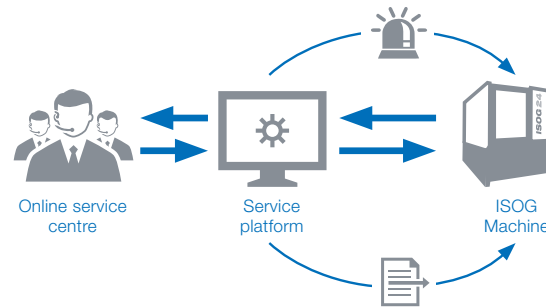 ISOG 24
Online service
centre
Service
platform
ISOG
Machine